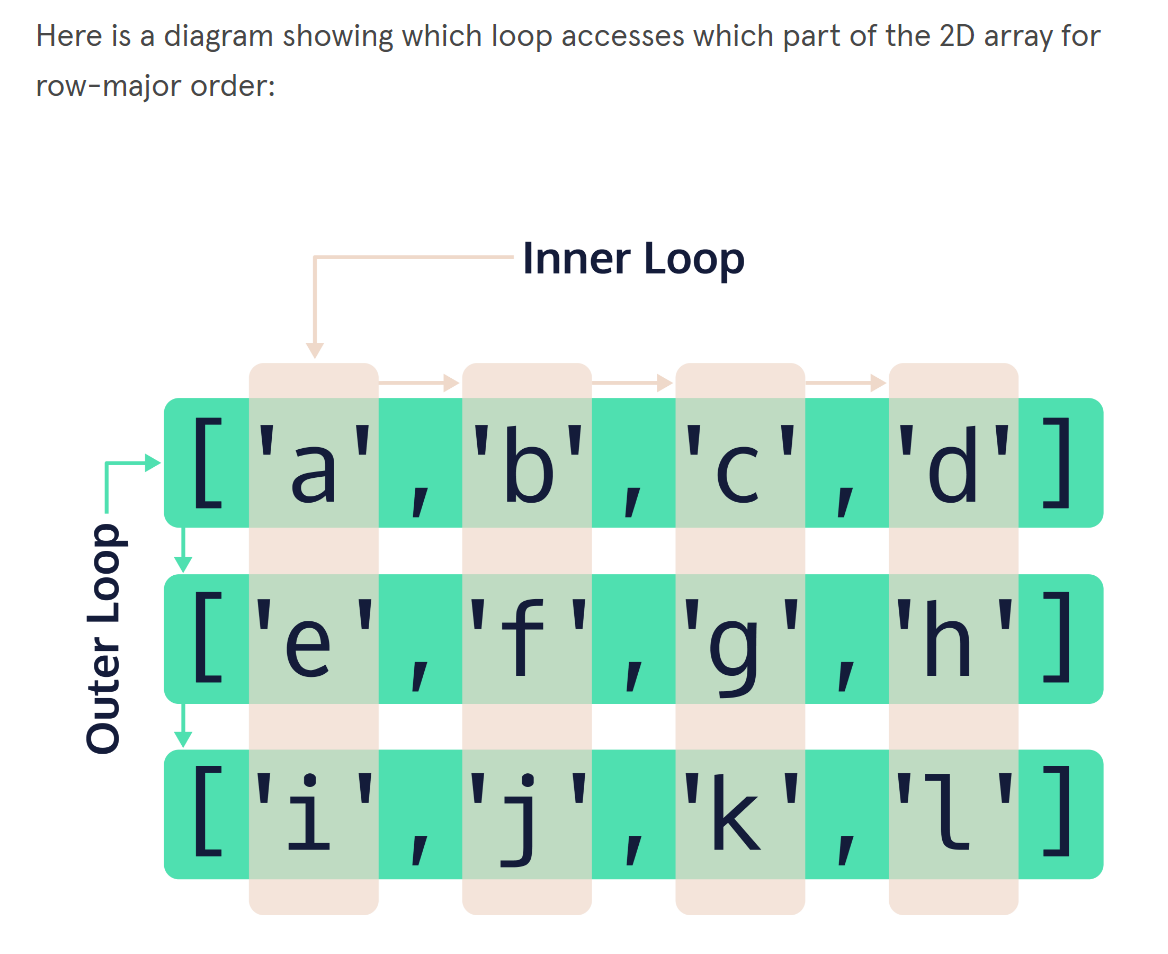 Here is a diagram showing which loop accesses which part of the 2D array for
row-major order:
Inner Loop
Outer Loop
['a', 'b', 'c', 'd']
['e', 'f', 'g', 'h']
['i', 'j', 'k', 'l']